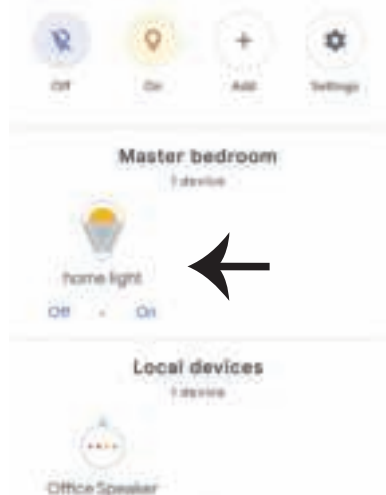 Off On Add Settings
Master bedroom
1 device
home light
Off • On
Local devices
1 device
Office Speaker